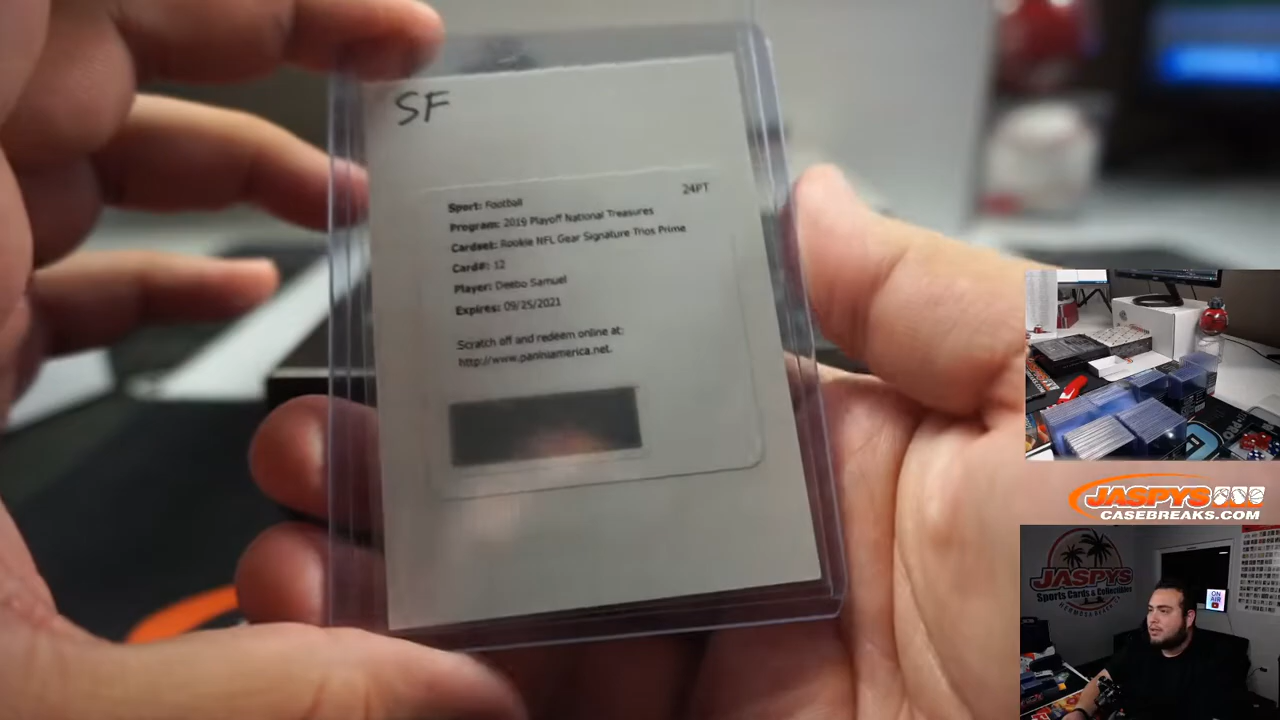 SF
24PT
Sport: Football
Program: 2019 Playoff National Treasures
Cardset: Rookie NFL Gear Signature Trios Prime
Card#: 12
Player: Deebo Samuel
Expires: 09/25/2021
Scratch off and redeem online at:
http://www.paniniamerica.net.
JASPYS
CASEBREAKS.COM
JASPYS
Sports Cards & Collectibles
ON
AIR